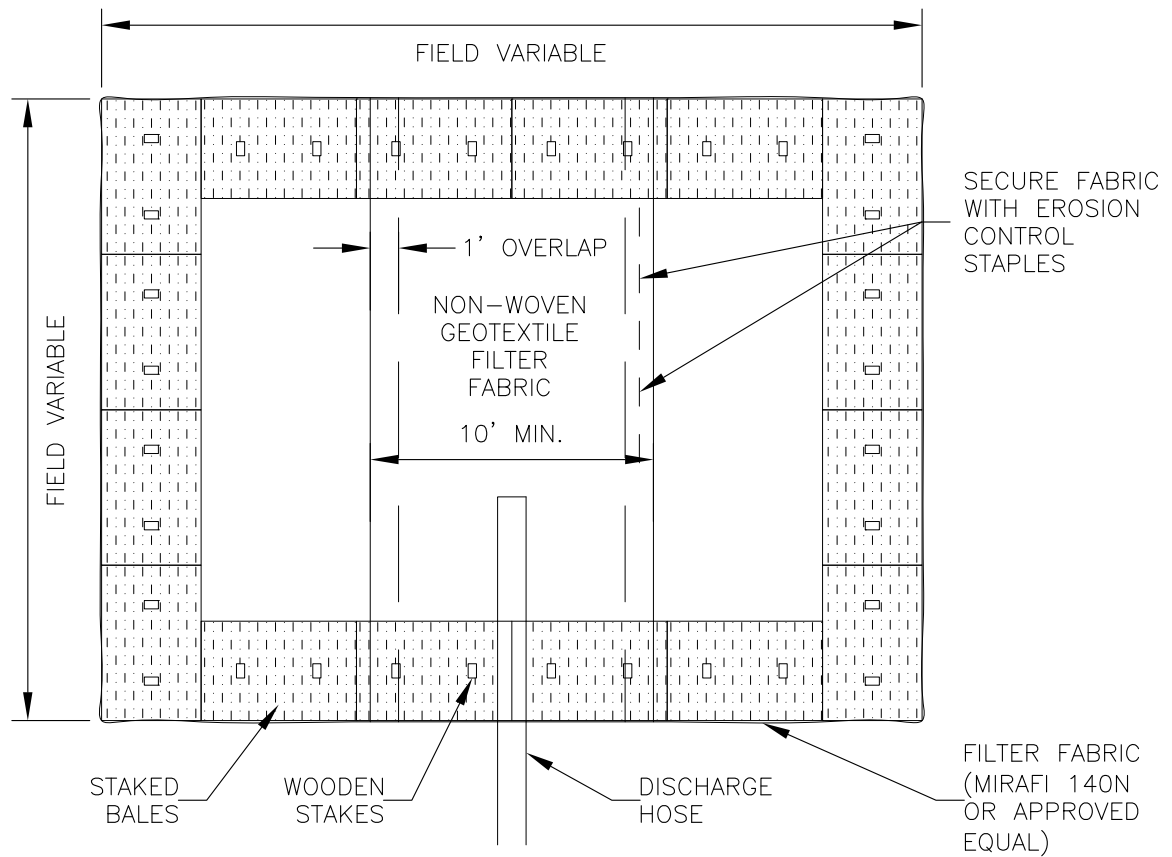 FIELD VARIABLE
SECURE FABRIC
WITH EROSION
CONTROL
STAPLES
1' OVERLAP
NON-WOVEN
GEOTEXTILE
FILTER
FABRIC
10' MIN.
FIELD VARIABLE
STAKED
BALES
WOODEN
STAKES
DISCHARGE
HOSE
FILTER FABRIC
(MIRAFI 140N
OR APPROVED
EQUAL)